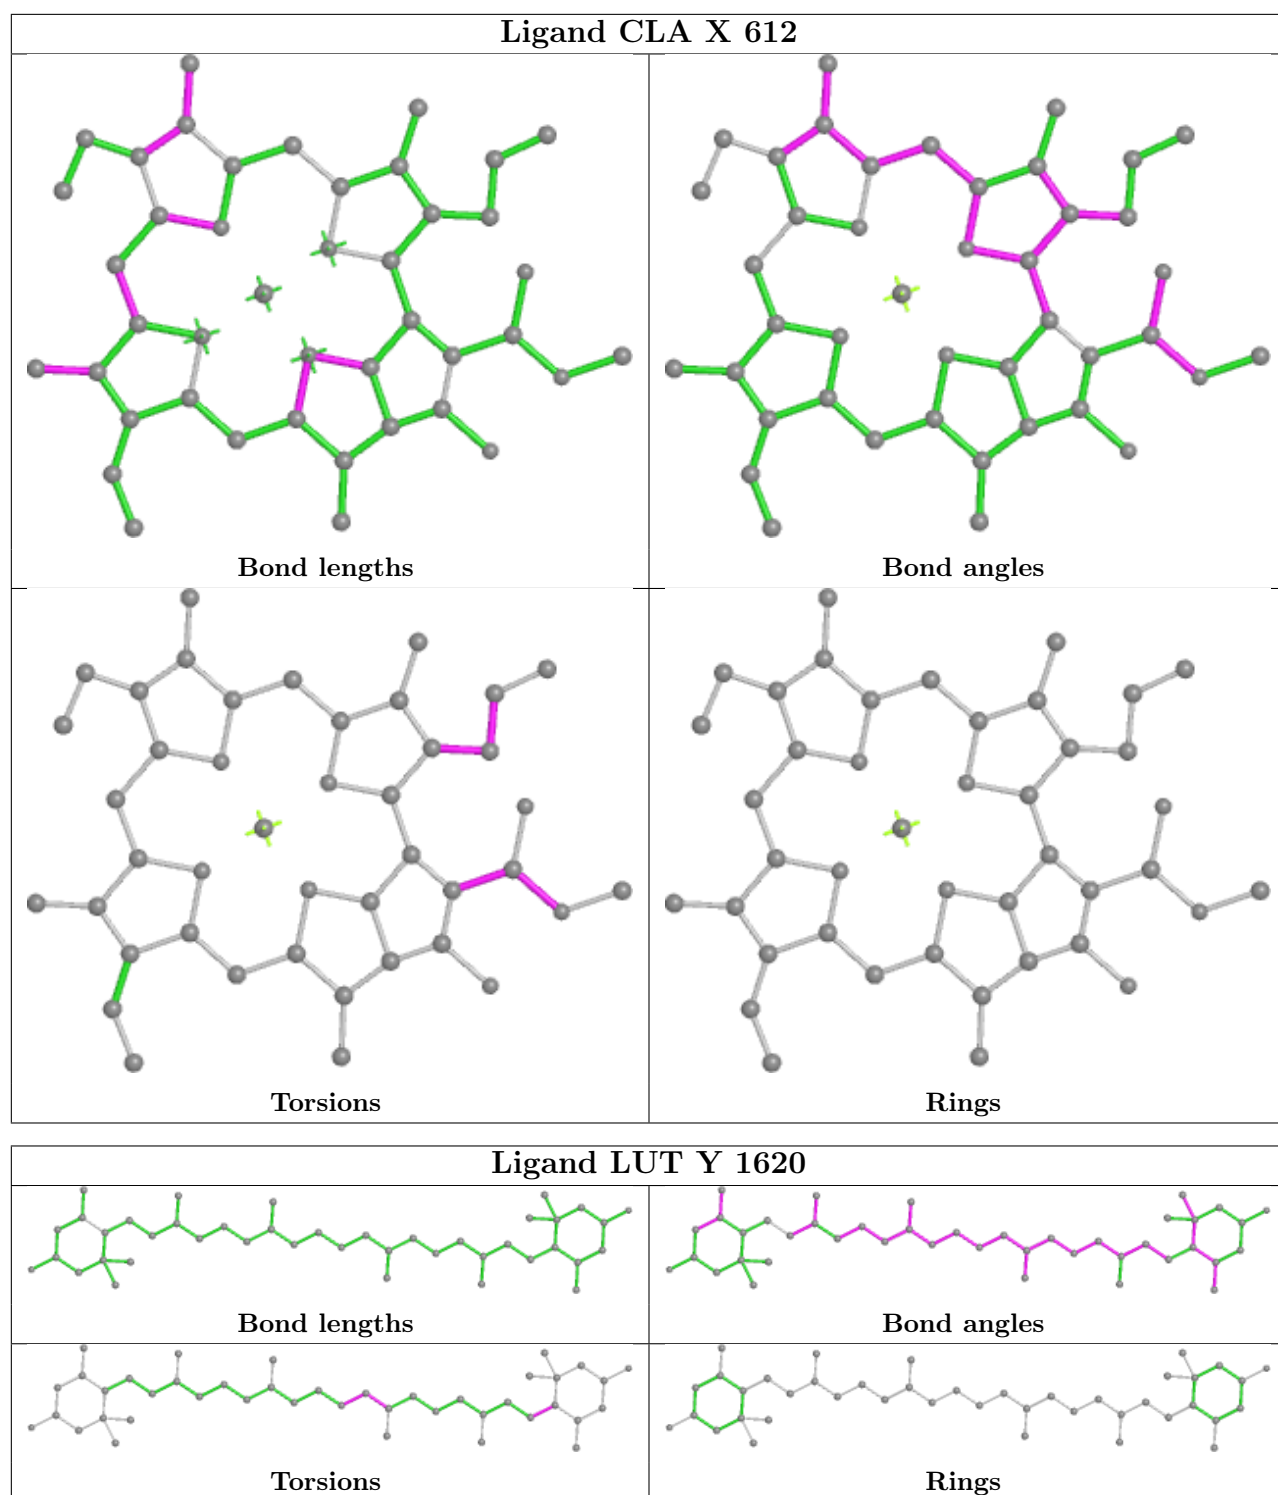 Ligand CLA X 612
Bond lengths
Bond angles
Torsions
Rings
Ligand LUT Y 1620
Bond lengths
Bond angles
Torsions
Rings